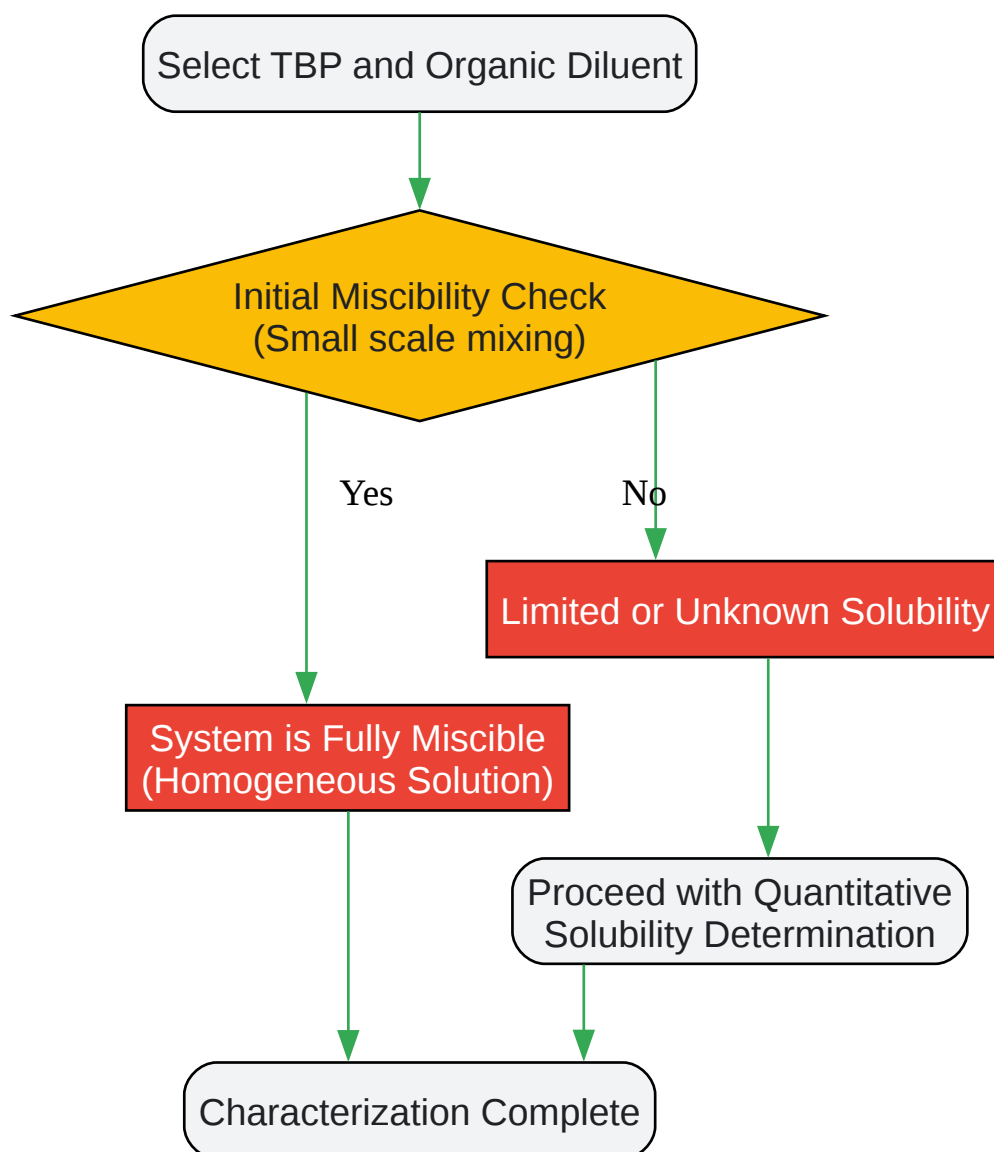 Select TBP and Organic Diluent
Initial Miscibility Check
(Small scale mixing)
Yes
No
Limited or Unknown Solubility
System is Fully Miscible
(Homogeneous Solution)
Proceed with Quantitative
Solubility Determination
Characterization Complete